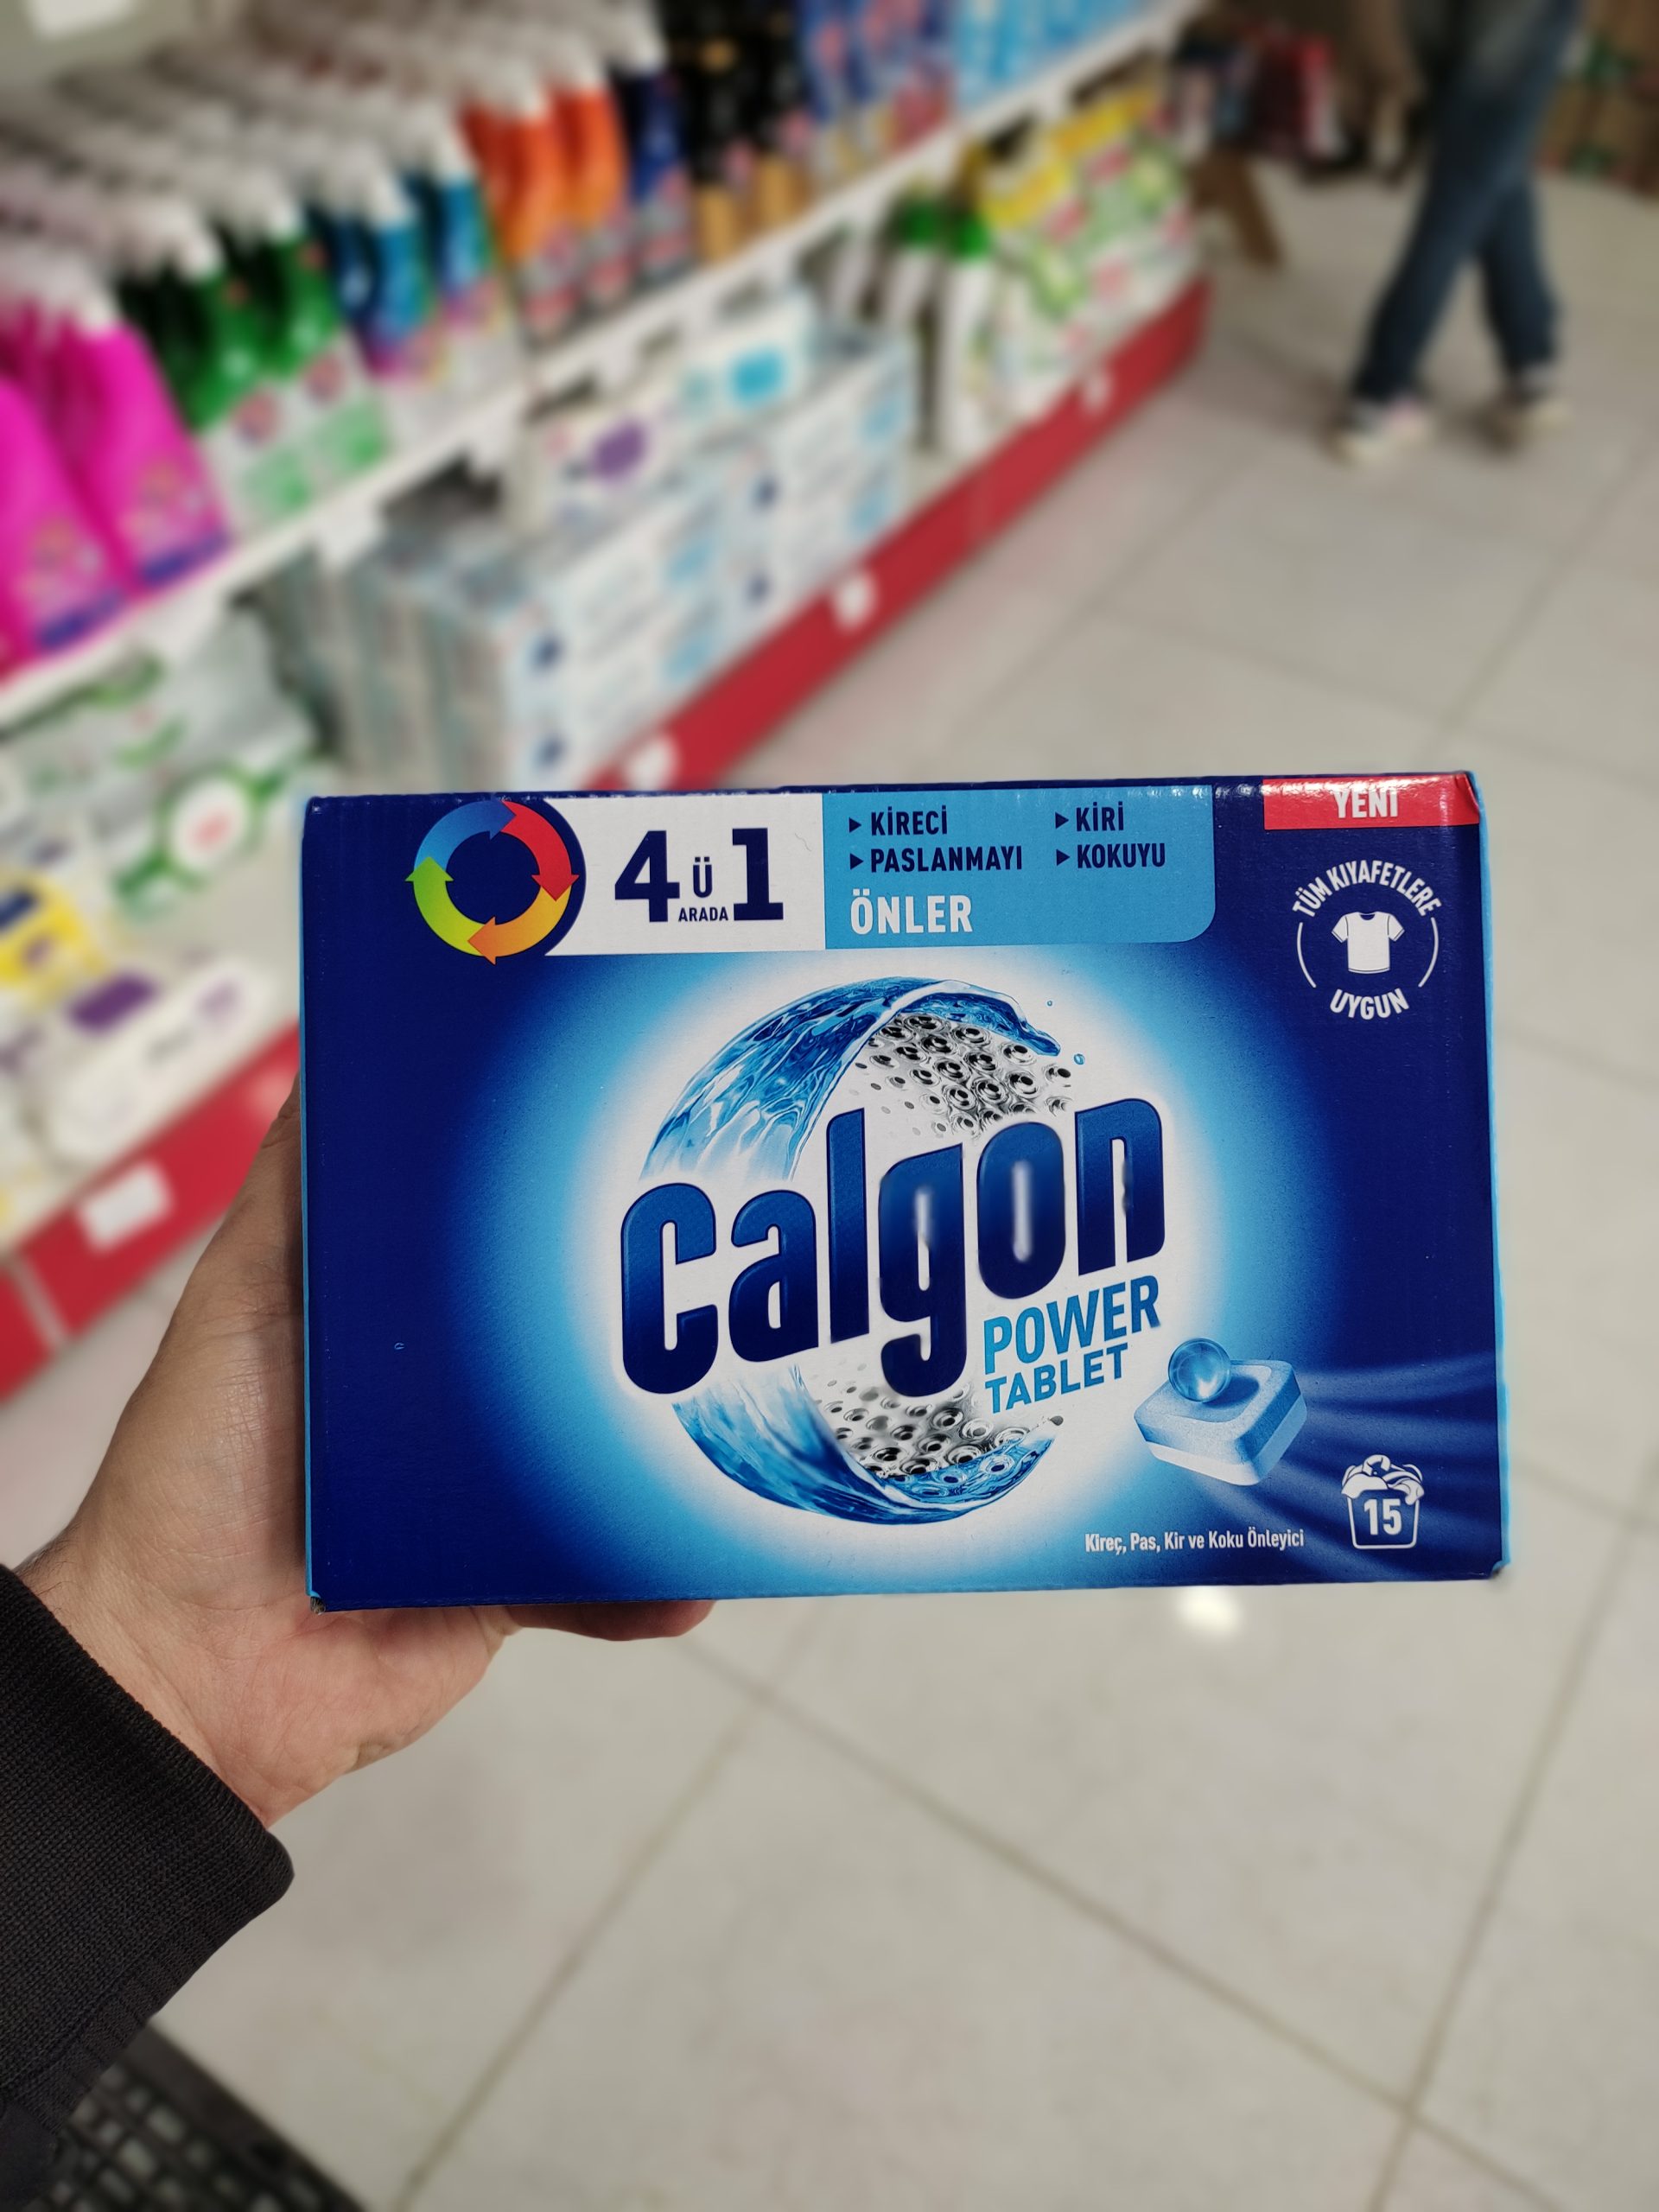 4 ü 1
ARADA
KİRECİ
PASLANMAYI
KİRİ
KOKUYU
ÖNLER
YENİ
TÜM KIYAFETLERE
UYGUN
Calgon
POWER
TABLET
15
Kireç, Pas, Kir ve Koku Önleyici